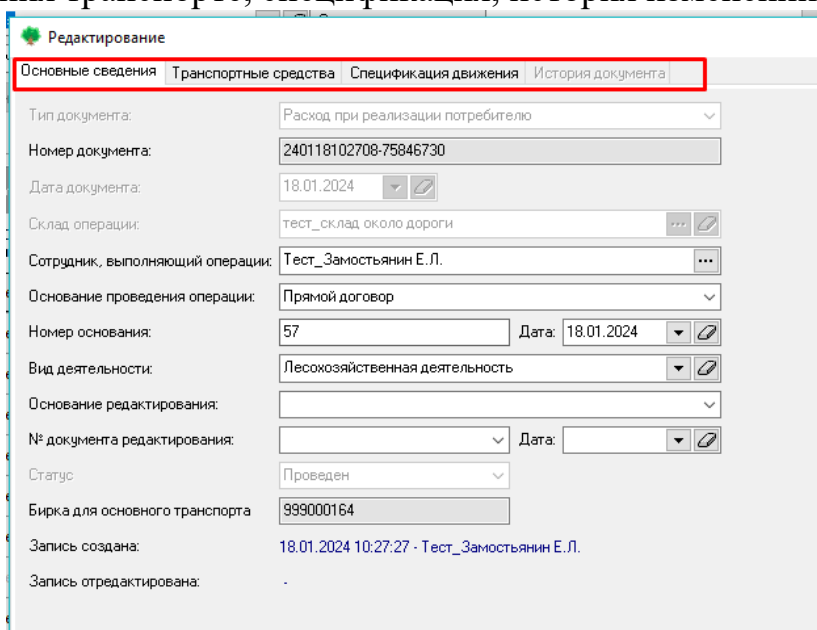 транспорте, спецификация, история
Редактирование
Основные сведения Транспортные средства Спецификация движения История документа
Тип документа: Расход при реализации потребителю
Номер документа: 240118102708-75846730
Дата документа: 18.01.2024
Склад операции: тест_склад около дороги ...
Сотрудник, выполняющий операции: Тест_Замостьянин Е.Л. ...
Основание проведения операции: Прямой договор
Номер основания: 57 Дата: 18.01.2024
Вид деятельности: Лесохозяйственная деятельность
Основание редактирования:
№ документа редактирования: Дата:
Статус Проведен
Бирка для основного транспорта 999000164
Запись создана: 18.01.2024 10:27:27 - Тест_Замостьянин Е.Л.
Запись отредактирована: -